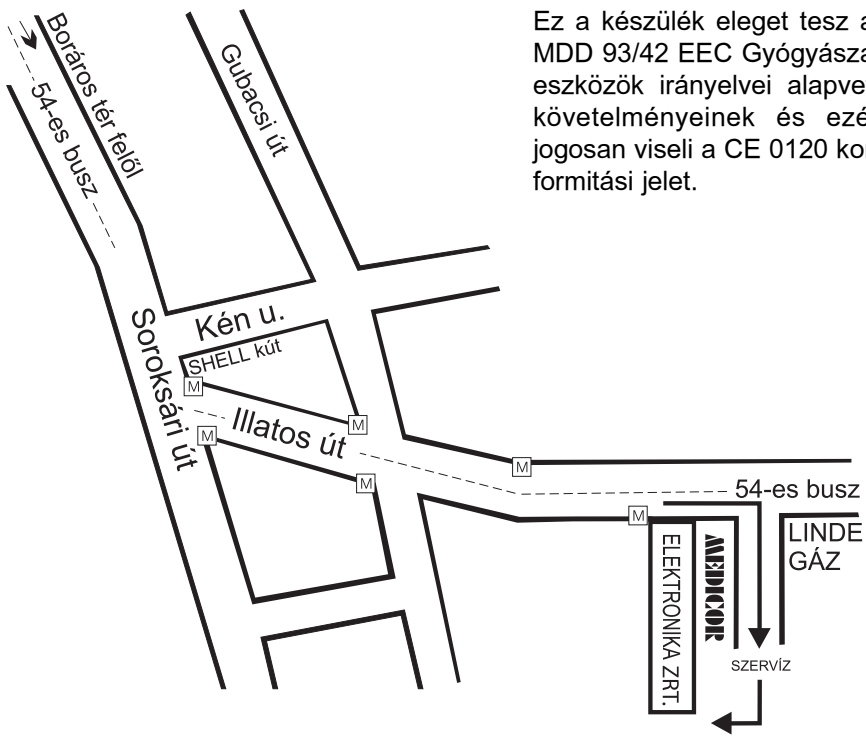 Ez a készülék eleget tesz a
MDD 93/42 EEC Gyógyásza
eszközök irányelvei alapve
követelményeinek és ezé
jogosan viseli a CE 0120 ko
formitási jelet.
Boráros tér felől
54-es busz
Gubacsi út
Soroksári út
Kén u.
SHELL kút
M
M
Illatos út
M
M
M
54-es busz
M
LINDE
GÁZ
ELEKTRONIKA ZRT.
MEDICOR
SZERVÍZ